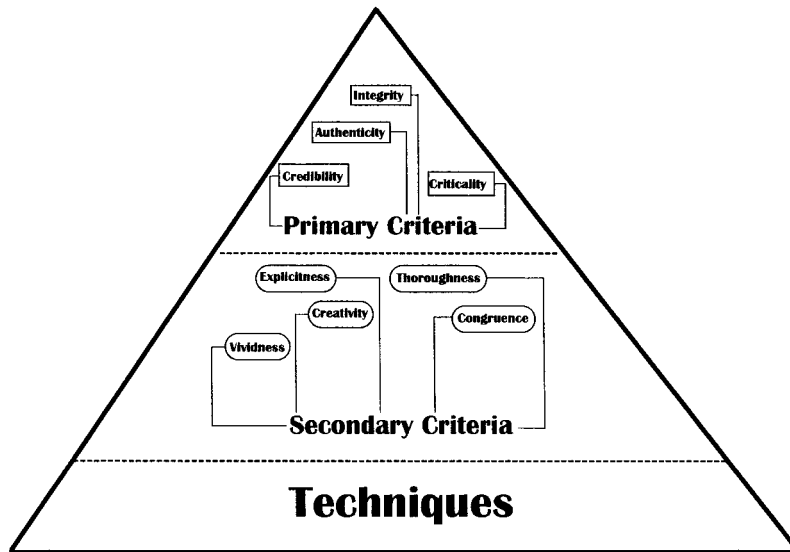 Integrity
Authenticity
Credibility
Criticality
Primary Criteria
Explicitness
Thoroughness
Creativity
Congruence
Vividness
Secondary Criteria
Techniques